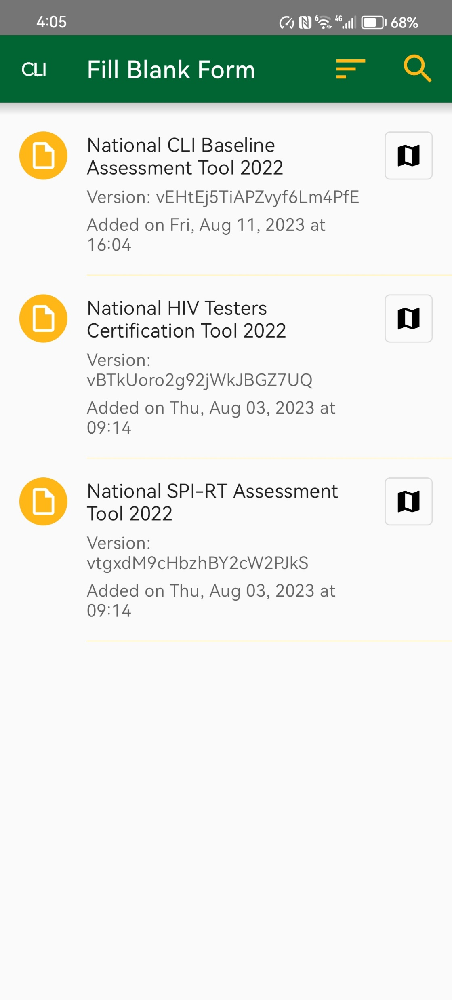 4:05
6 4G 68%
CLI Fill Blank Form
National CLI Baseline
Assessment Tool 2022
Version: vEHtEj5TiAPZvyf6Lm4PfE
Added on Fri, Aug 11, 2023 at
16:04
National HIV Testers
Certification Tool 2022
Version:
vBTkUoro2g92jWkJBGZ7UQ
Added on Thu, Aug 03, 2023 at
09:14
National SPI-RT Assessment
Tool 2022
Version:
vtgxdM9cHbzhBY2cW2PJkS
Added on Thu, Aug 03, 2023 at
09:14